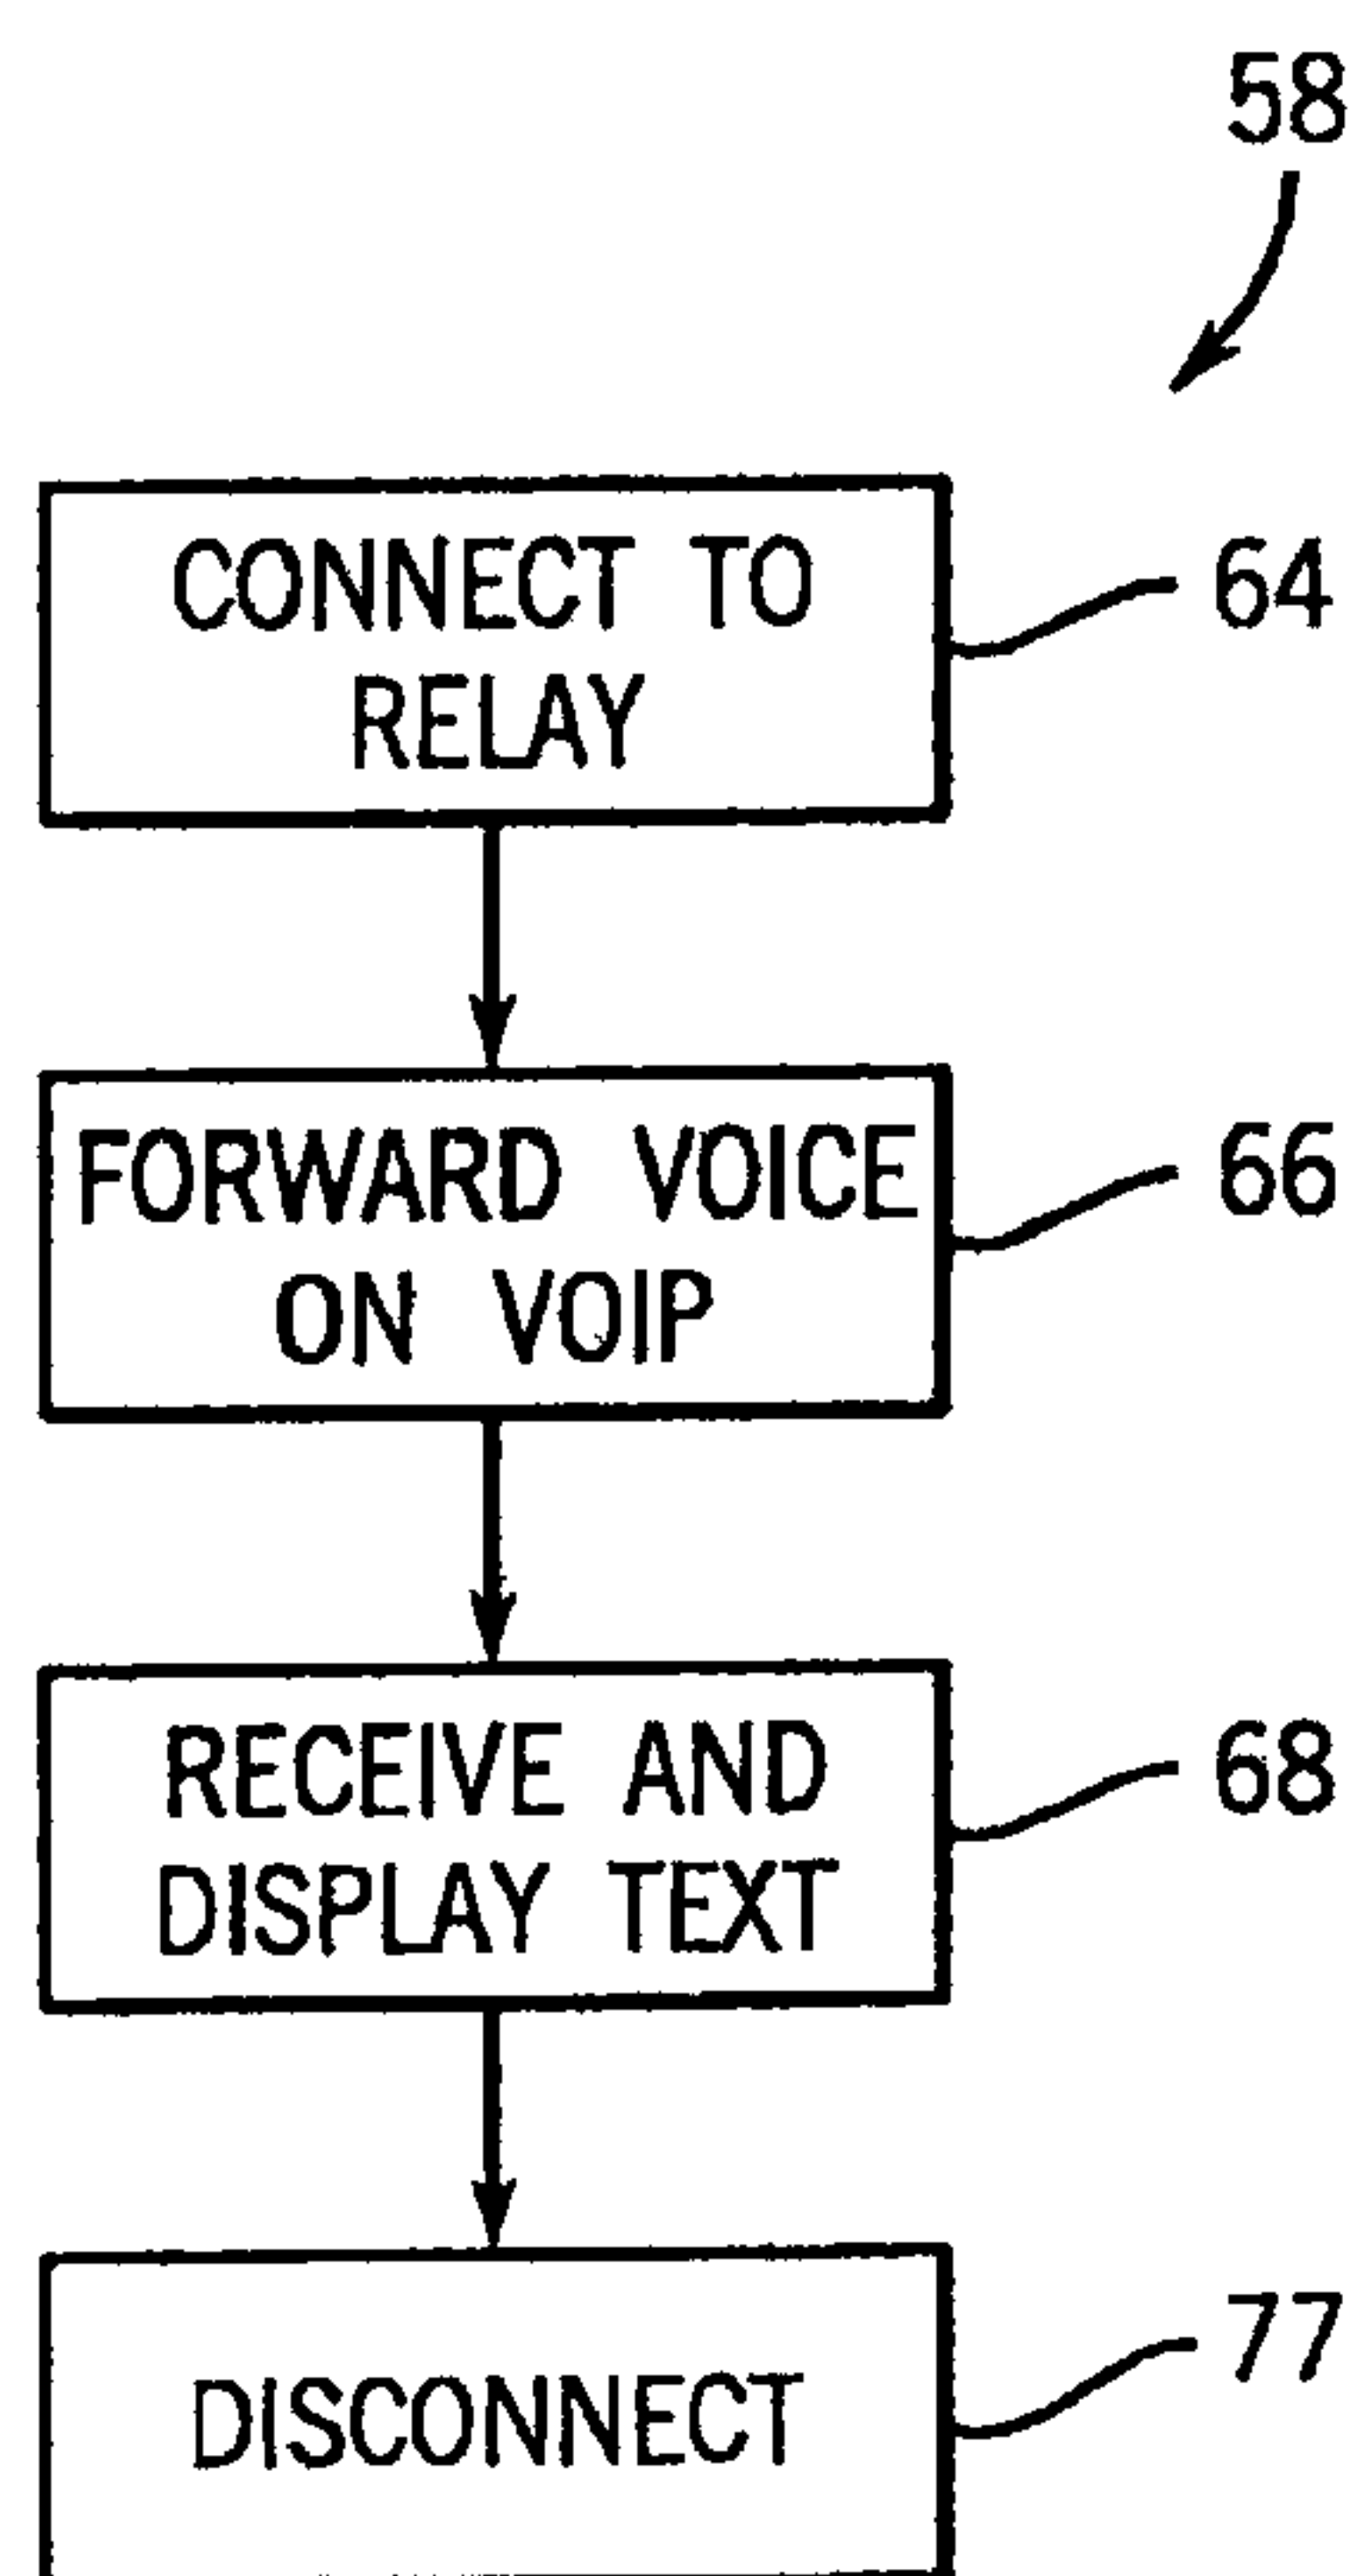 58
CONNECT TO
RELAY
64
FORWARD VOICE
ON VOIP
66
RECEIVE AND
DISPLAY TEXT
68
DISCONNECT
77